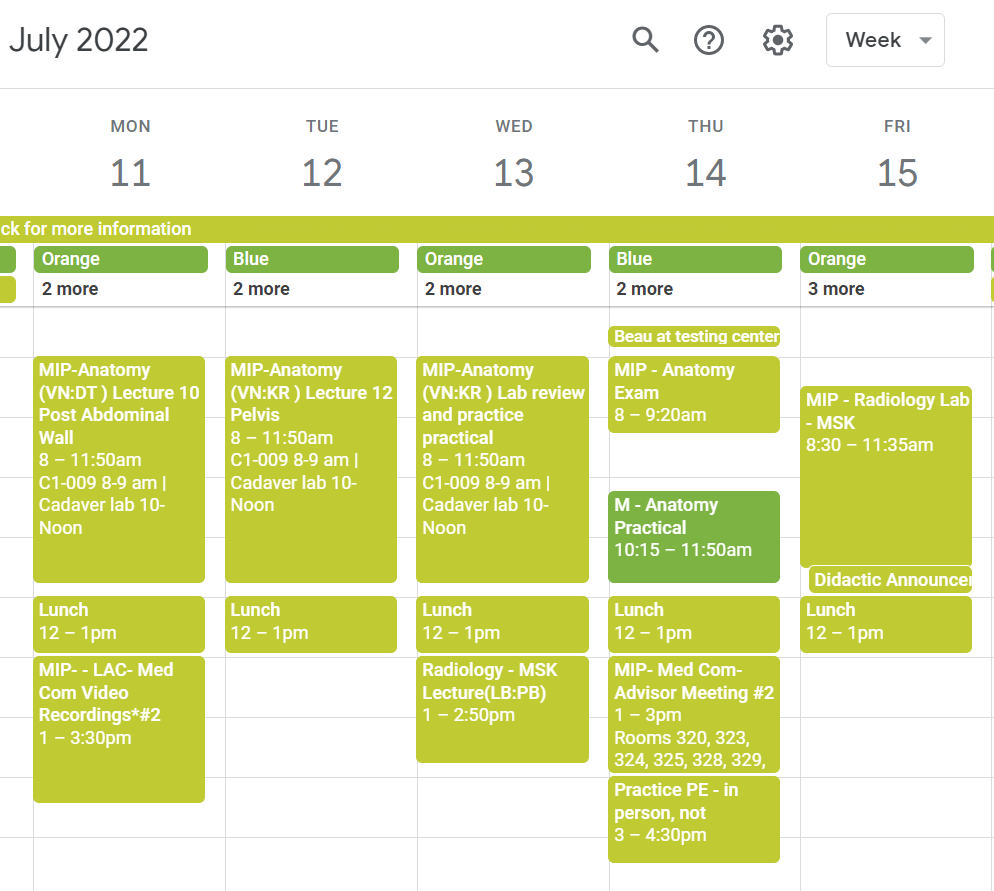 July 2022
Week
MON
TUE
WED
THU
FRI
11
12
13
14
15
ck for more information
Orange
Blue
Orange
Blue
Orange
2 more
2 more
2 more
2 more
3 more
MIP-Anatomy
(VN:DT ) Lecture 10
Post Abdominal
Wall
8 – 11:50am
C1-009 8-9 am |
Cadaver lab 10-
Noon
Lunch
12 – 1pm
MIP- - LAC- Med
Com Video
Recordings*#2
1 – 3:30pm
MIP-Anatomy
(VN:KR ) Lecture 12
Pelvis
8 – 11:50am
C1-009 8-9 am |
Cadaver lab 10-
Noon
Lunch
12 – 1pm
MIP-Anatomy
(VN:KR ) Lab review
and practice
practical
8 – 11:50am
C1-009 8-9 am |
Cadaver lab 10-
Noon
Lunch
12 – 1pm
Radiology - MSK
Lecture(LB:PB)
1 – 2:50pm
Beau at testing center
MIP - Anatomy
Exam
8 – 9:20am
M - Anatomy
Practical
10:15 – 11:50am
Lunch
12 – 1pm
MIP- Med Com-
Advisor Meeting #2
1 – 3pm
Rooms 320, 323,
324, 325, 328, 329,
Practice PE - in
person, not
3 – 4:30pm
MIP - Radiology Lab
- MSK
8:30 – 11:35am
Didactic Announcer
Lunch
12 – 1pm